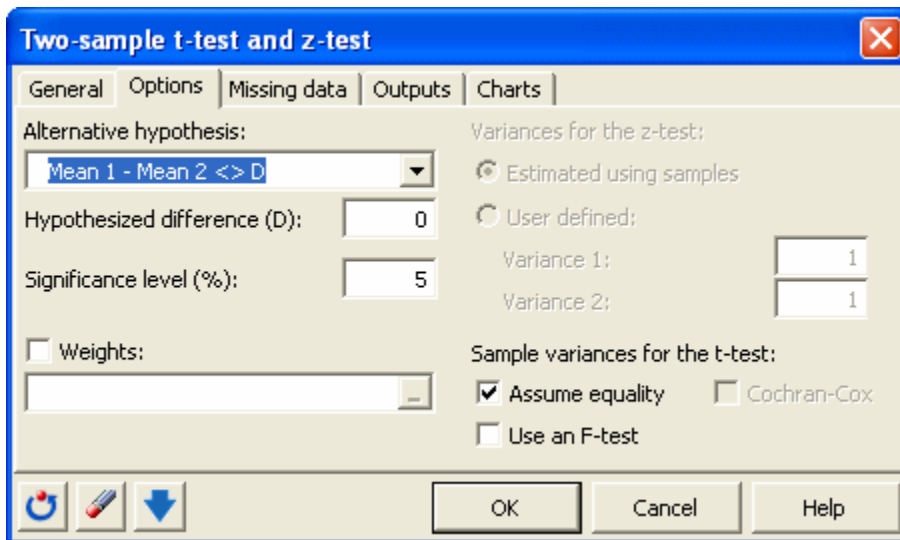 Two-sample t-test and z-test
General Options Missing data Outputs Charts
Alternative hypothesis:
Mean 1 - Mean 2 <> D
Hypothesized difference (D): 0
Significance level (%): 5
Weights:
...
Variances for the z-test:
Estimated using samples
User defined:
Variance 1: 1
Variance 2: 1
Sample variances for the t-test:
Assume equality Cochran-Cox
Use an F-test
OK Cancel Help